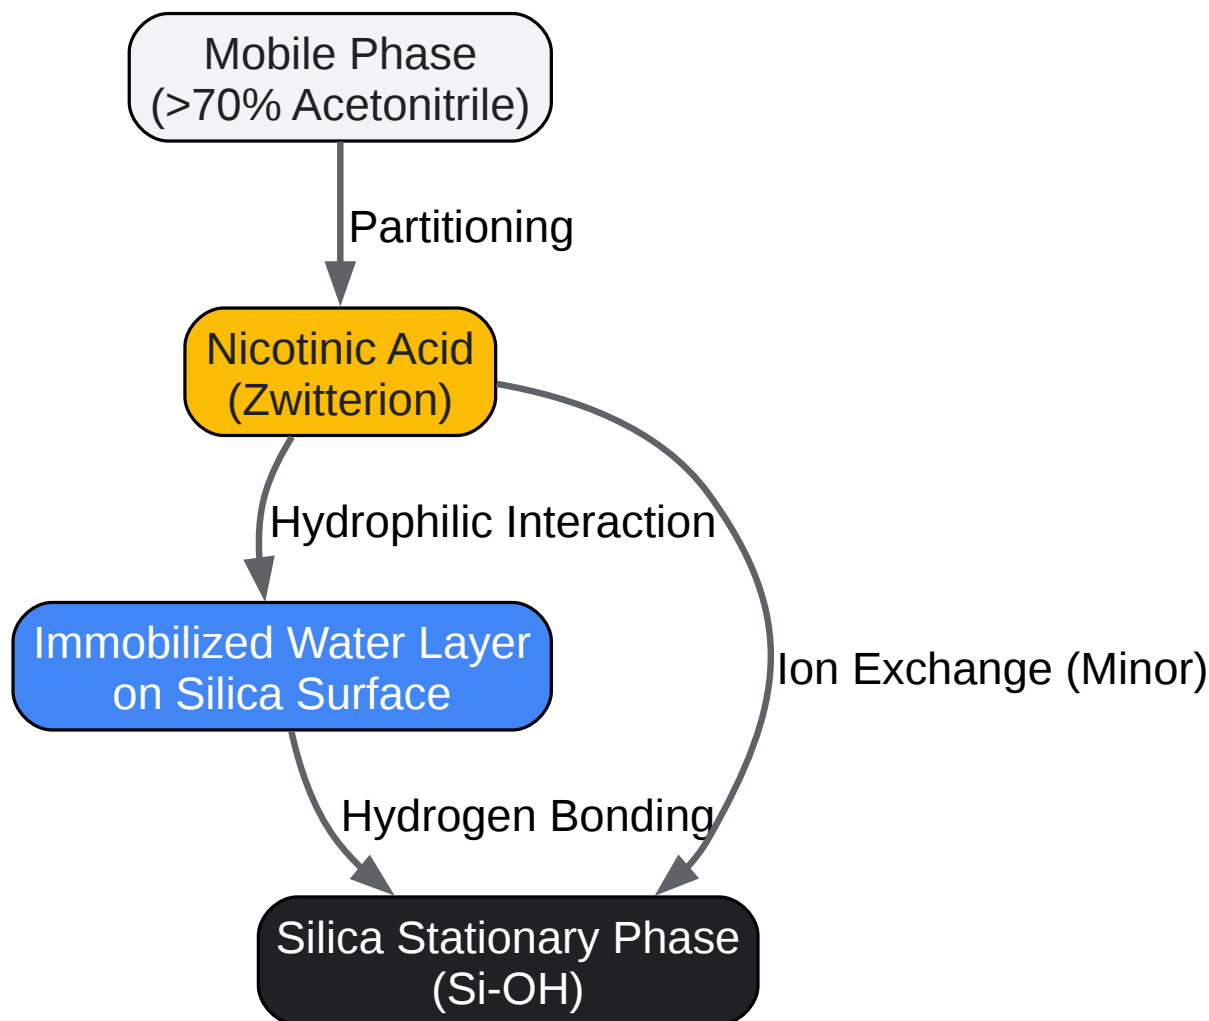 Mobile Phase
(>70% Acetonitrile)
Partitioning
Nicotinic Acid
(Zwitterion)
Hydrophilic Interaction
Immobilized Water Layer
on Silica Surface
Ion Exchange (Minor)
Hydrogen Bonding
Silica Stationary Phase
(Si-OH)